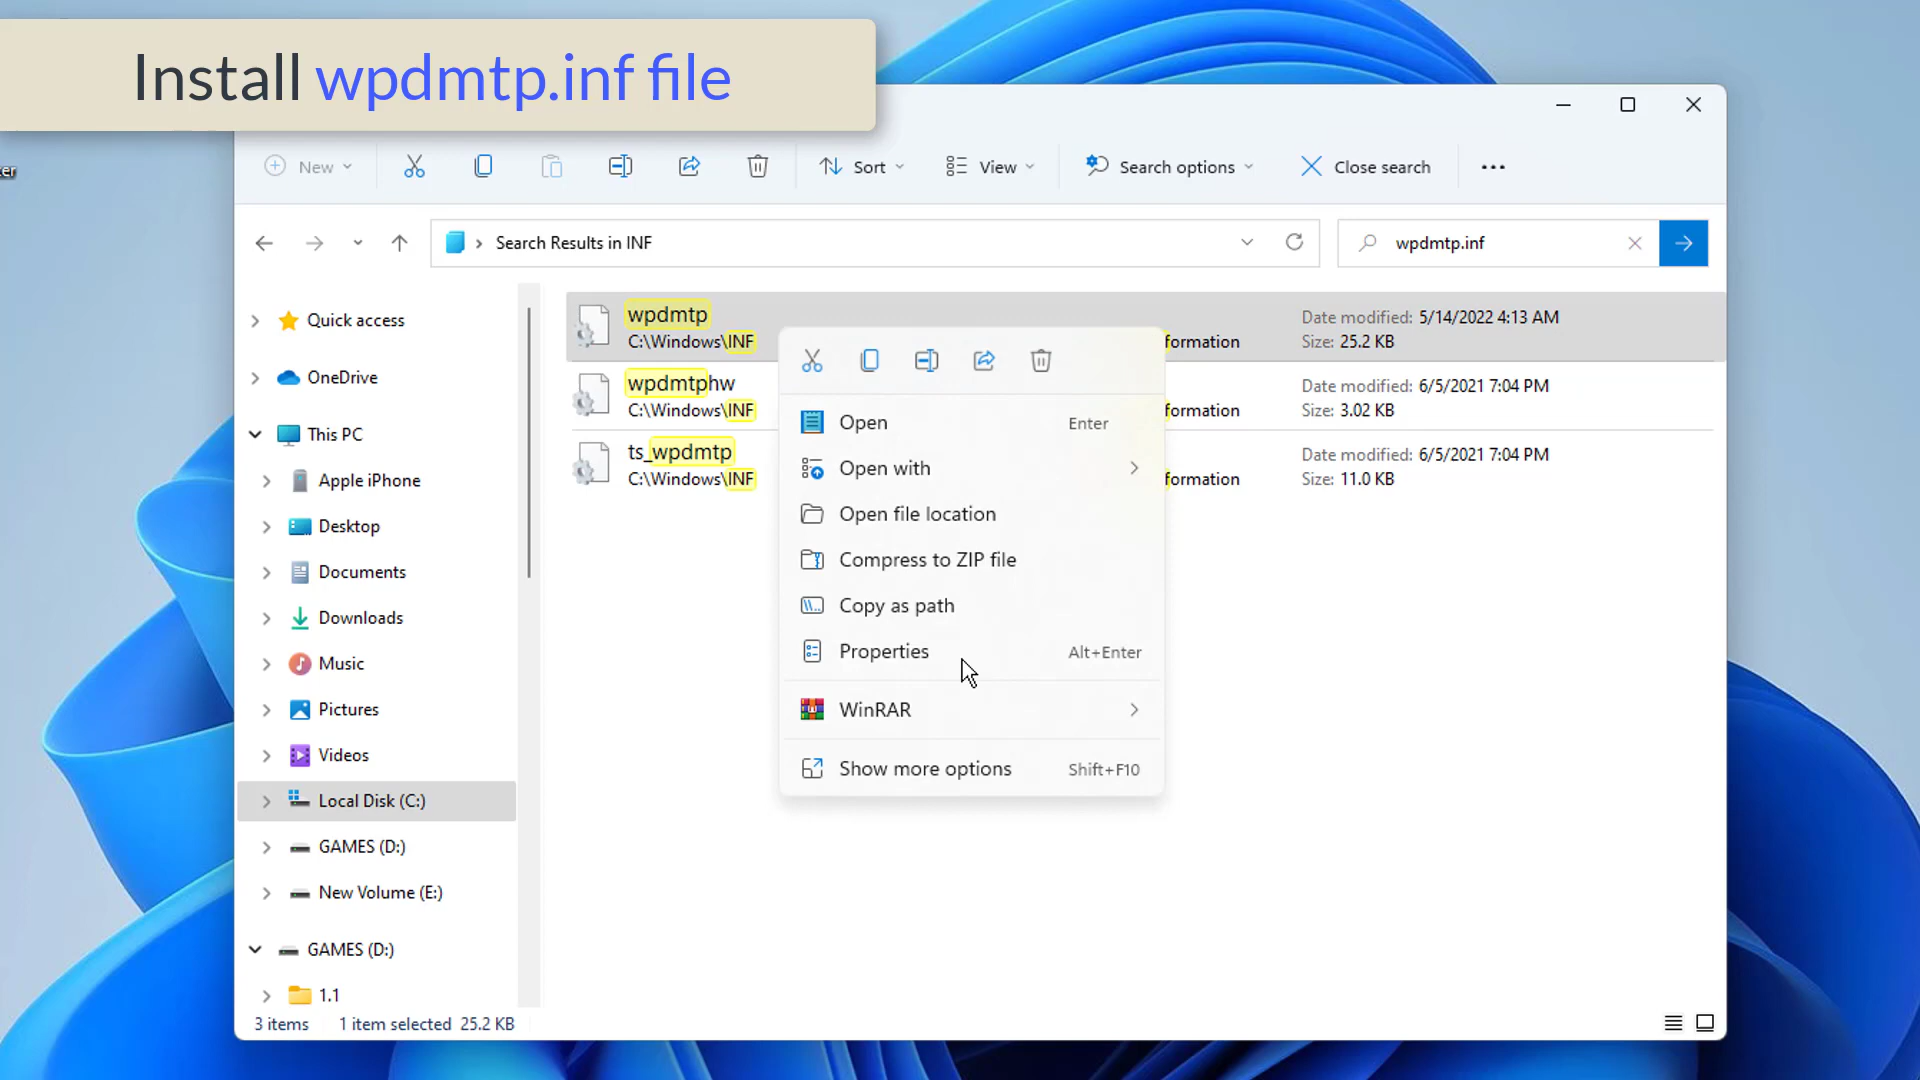 Install wpdmtp.inf file
er
New
Sort
View
Search options
Close search
Search Results in INF
wpdmtp.inf
Quick access
OneDrive
This PC
Apple iPhone
Desktop
Documents
Downloads
Music
Pictures
Videos
Local Disk (C:)
GAMES (D:)
New Volume (E:)
GAMES (D:)
1.1
wpdmtp
C:\Windows\INF
formation
Date modified: 5/14/2022 4:13 AM
Size: 25.2 KB
wpdmtphw
C:\Windows\INF
formation
Date modified: 6/5/2021 7:04 PM
Size: 3.02 KB
ts_wpdmtp
C:\Windows\INF
formation
Date modified: 6/5/2021 7:04 PM
Size: 11.0 KB
Open Enter
Open with
Open file location
Compress to ZIP file
Copy as path
Properties Alt+Enter
WinRAR
Show more options Shift+F10
3 items 1 item selected 25.2 KB